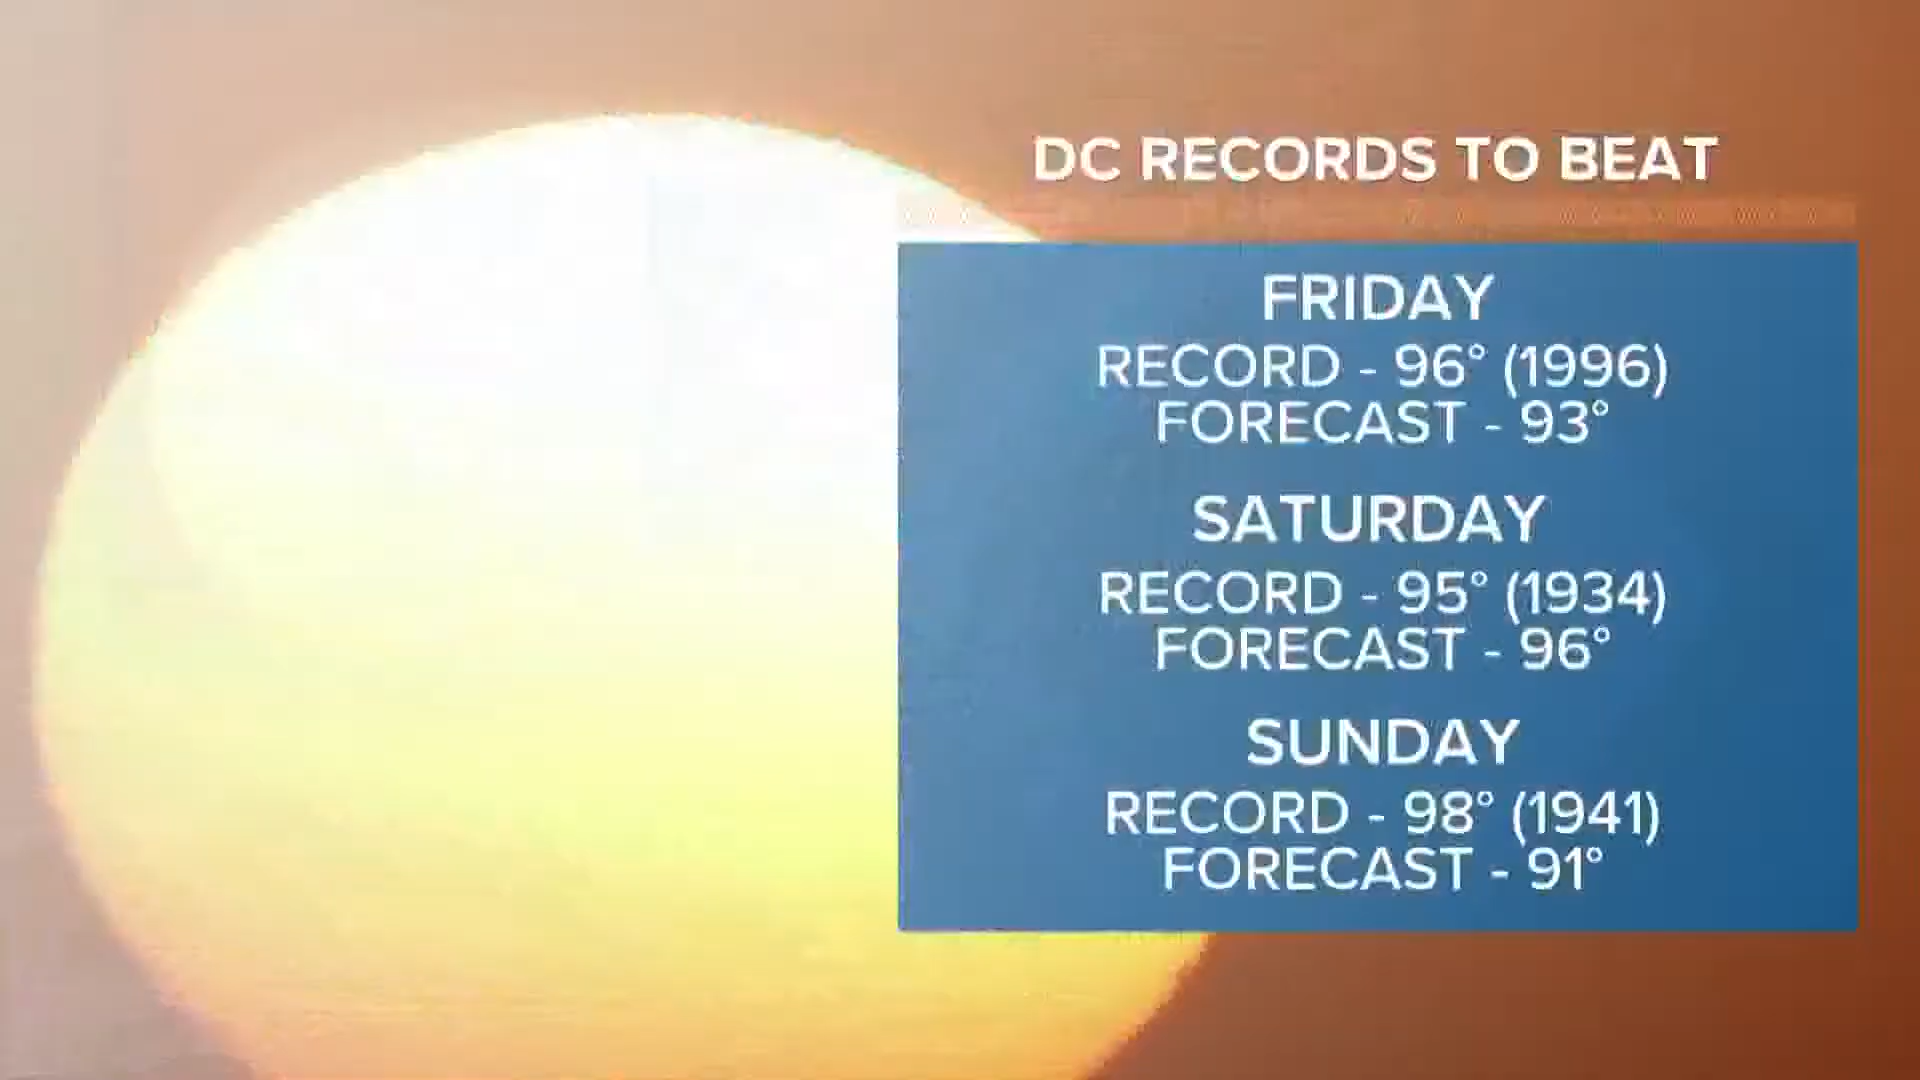 DC RECORDS TO BEAT
FRIDAY
RECORD - 96° (1996)
FORECAST - 93°
SATURDAY
RECORD - 95° (1934)
FORECAST - 96°
SUNDAY
RECORD - 98° (1941)
FORECAST - 91°